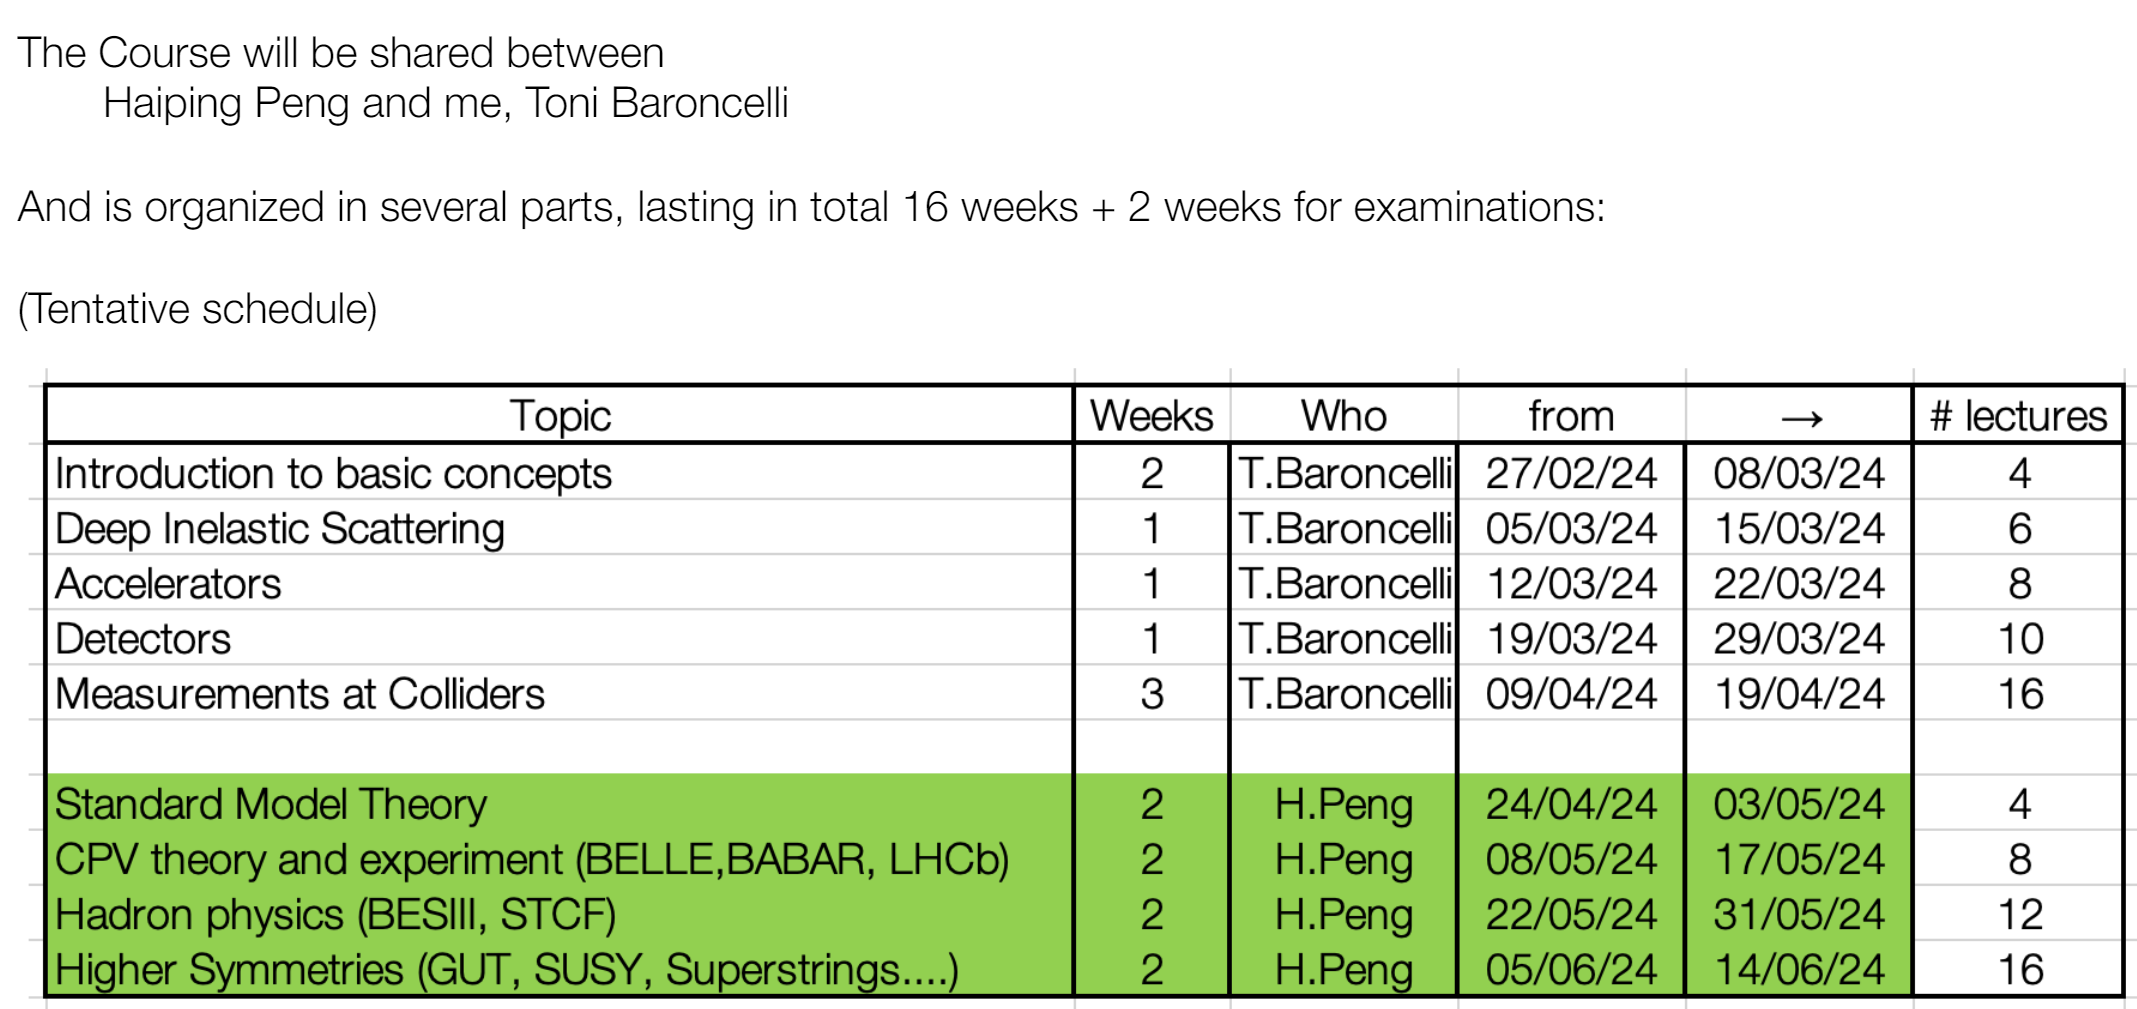 The Course will be shared between
Haiping Peng and me, Toni Baroncelli
And is organized in several parts, lasting in total 16 weeks + 2 weeks for examinations:
(Tentative schedule)
Topic Weeks Who from → # lectures
Introduction to basic concepts 2 T.Baroncelli 27/02/24 08/03/24 4
Deep Inelastic Scattering 1 T.Baroncelli 05/03/24 15/03/24 6
Accelerators 1 T.Baroncelli 12/03/24 22/03/24 8
Detectors 1 T.Baroncelli 19/03/24 29/03/24 10
Measurements at Colliders 3 T.Baroncelli 09/04/24 19/04/24 16
Standard Model Theory 2 H.Peng 24/04/24 03/05/24 4
CPV theory and experiment (BELLE,BABAR, LHCb) 2 H.Peng 08/05/24 17/05/24 8
Hadron physics (BESIII, STCF) 2 H.Peng 22/05/24 31/05/24 12
Higher Symmetries (GUT, SUSY, Superstrings....) 2 H.Peng 05/06/24 14/06/24 16